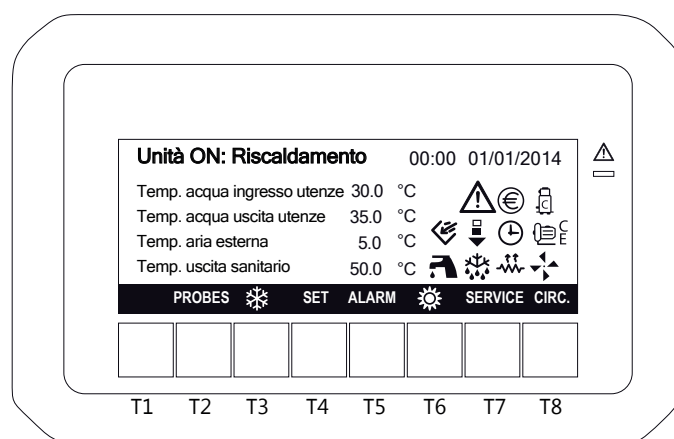 Unità ON: Riscaldamento 00:00 01/01/2014
Temp. acqua ingresso utenze 30.0 °C
Temp. acqua uscita utenze 35.0 °C
Temp. aria esterna 5.0 °C
Temp. uscita sanitario 50.0 °C
€ C
C E
PROBES SET ALARM SERVICE CIRC.
T1 T2 T3 T4 T5 T6 T7 T8